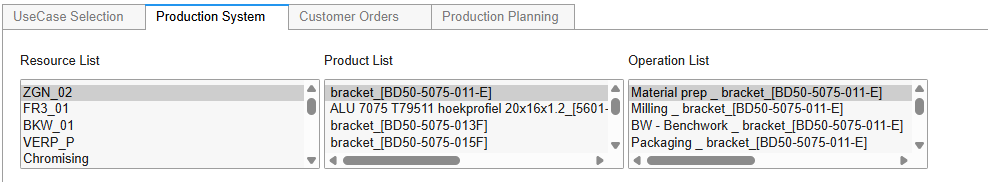 UseCase Selection
Production System
Customer Orders
Production Planning
Resource List
ZGN_02
FR3_01
BKW_01
VERP_P
Chromising
Product List
bracket_[BD50-5075-011-E]
ALU 7075 T79511 hoekprofiel 20x16x1.2_[5601-
bracket_[BD50-5075-013F]
bracket_[BD50-5075-015F]
Operation List
Material prep _ bracket_[BD50-5075-011-E]
Milling _ bracket_[BD50-5075-011-E]
BW - Benchwork _ bracket_[BD50-5075-011-E]
Packaging _ bracket_[BD50-5075-011-E]